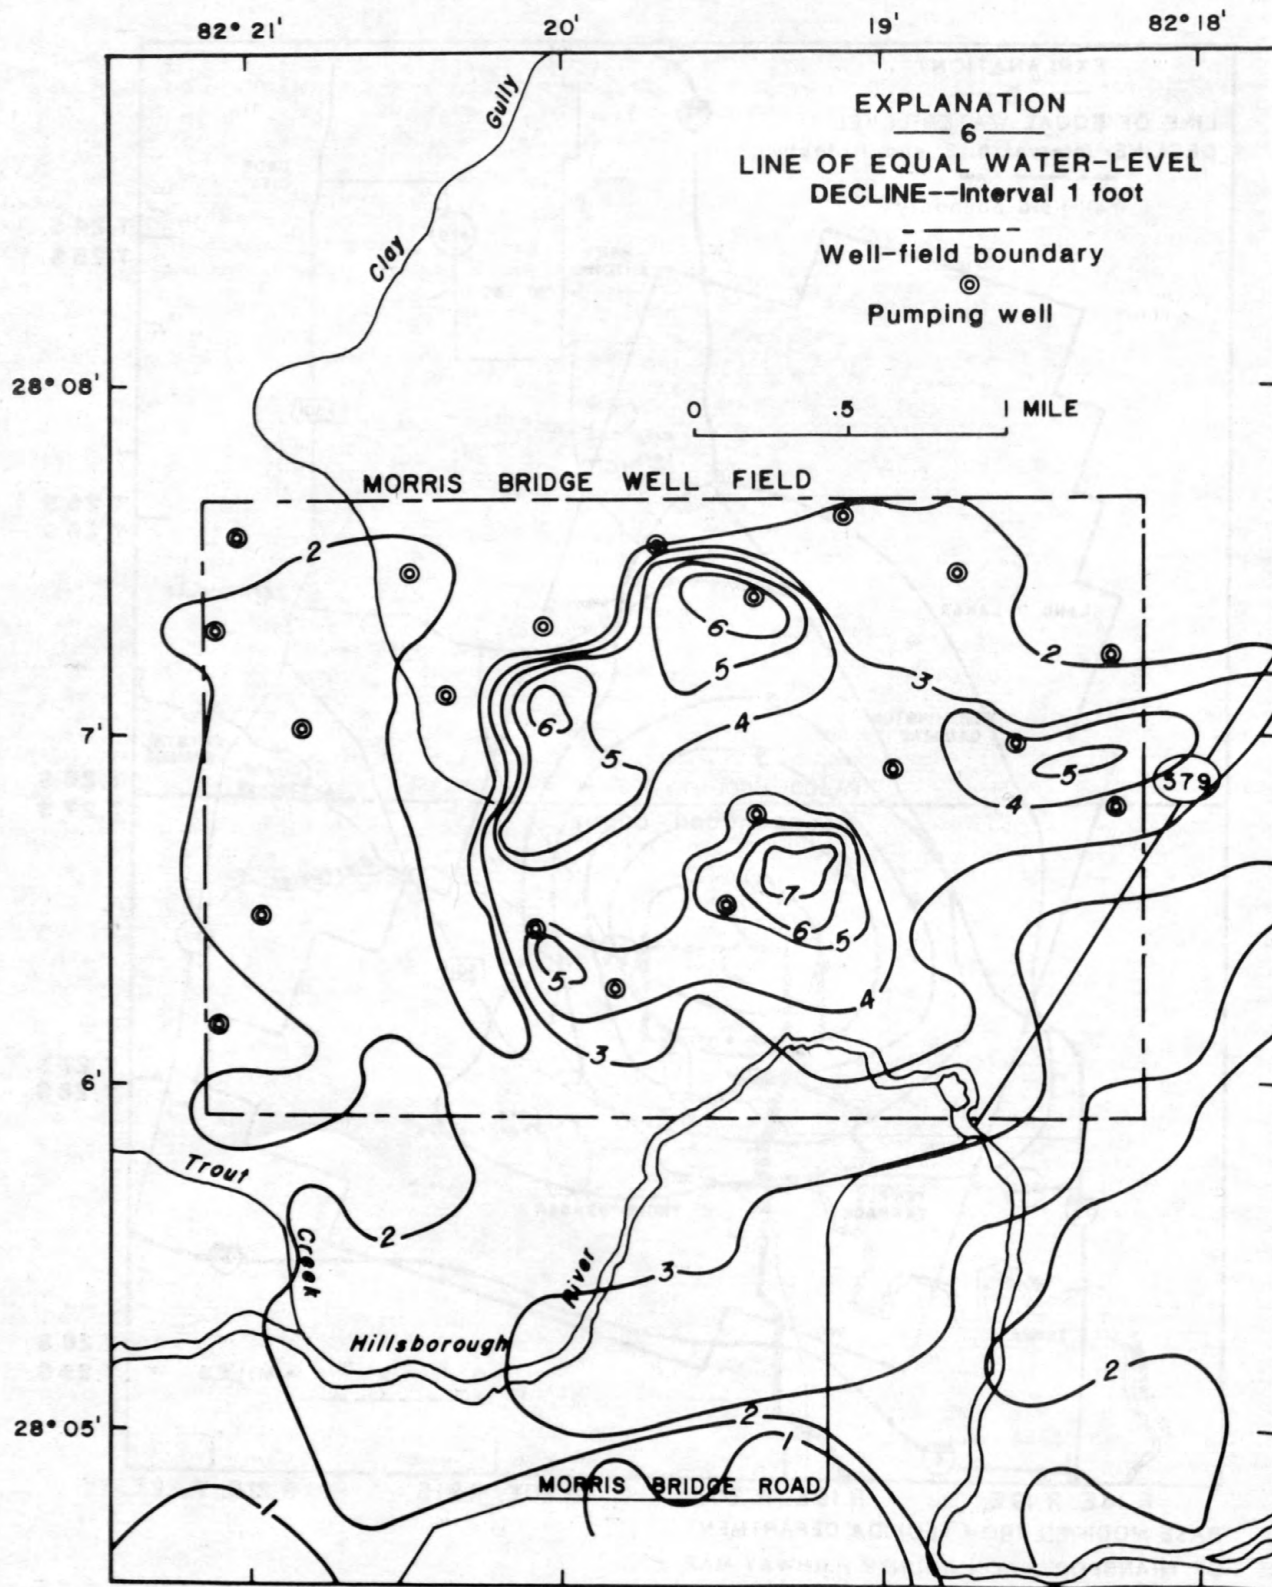 82° 21'
20'
19'
82° 18'
Gully
Clay
EXPLANATION
6
LINE OF EQUAL WATER-LEVEL
DECLINE--Interval 1 foot
Well-field boundary
Pumping well
28° 08'
0 .5 1 MILE
MORRIS BRIDGE WELL FIELD
2
6
5
2
3
7'
6
4
5
5
579
4
7
6
5
5
4
3
6'
Trout
Creek
2
3
River
Hillsborough
2
28° 05'
2
1
MORRIS BRIDGE ROAD
1